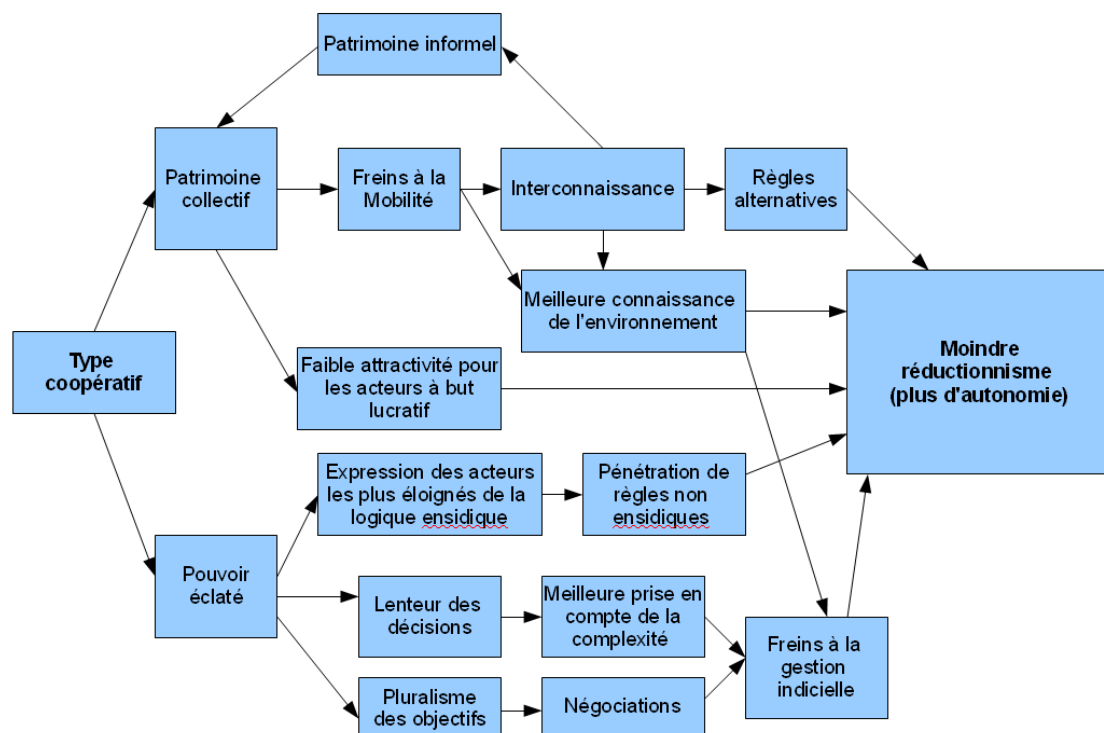 Patrimoine informel
Patrimoine
collectif
Freins à la
Mobilité
Interconnaissance
Règles
alternatives
Meilleure connaissance
de l'environnement
Type
coopératif
Faible attractivité pour
les acteurs à but
lucratif
Moindre
réductionnisme
(plus d'autonomie)
Expression des acteurs
les plus éloignés de la
logique ensidique
Pénétration de
règles non
ensidiques
Pouvoir
éclaté
Lenteur des
décisions
Meilleure prise en
compte de la
complexité
Freins à la
gestion
indicielle
Pluralisme
des objectifs
Négociations